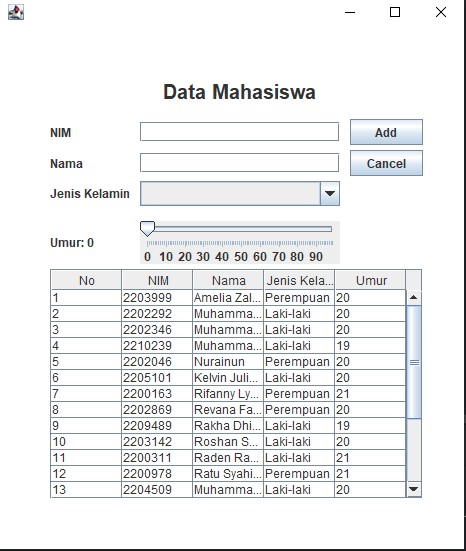 Data Mahasiswa
NIM Add
Nama Cancel
Jenis Kelamin
Umur: 0
0 10 20 30 40 50 60 70 80 90
No NIM Nama Jenis Kela... Umur
1 2203999 Amelia Zal... Perempuan 20
2 2202292 Muhamma... Laki-laki 20
3 2202346 Muhamma... Laki-laki 20
4 2210239 Muhamma... Laki-laki 19
5 2202046 Nurainun Perempuan 20
6 2205101 Kelvin Juli... Laki-laki 20
7 2200163 Rifanny Ly... Perempuan 21
8 2202869 Revana Fa... Perempuan 20
9 2209489 Rakha Dhi... Laki-laki 19
10 2203142 Roshan S... Laki-laki 20
11 2200311 Raden Ra... Laki-laki 21
12 2200978 Ratu Syahi... Perempuan 21
13 2204509 Muhamma... Laki-laki 20